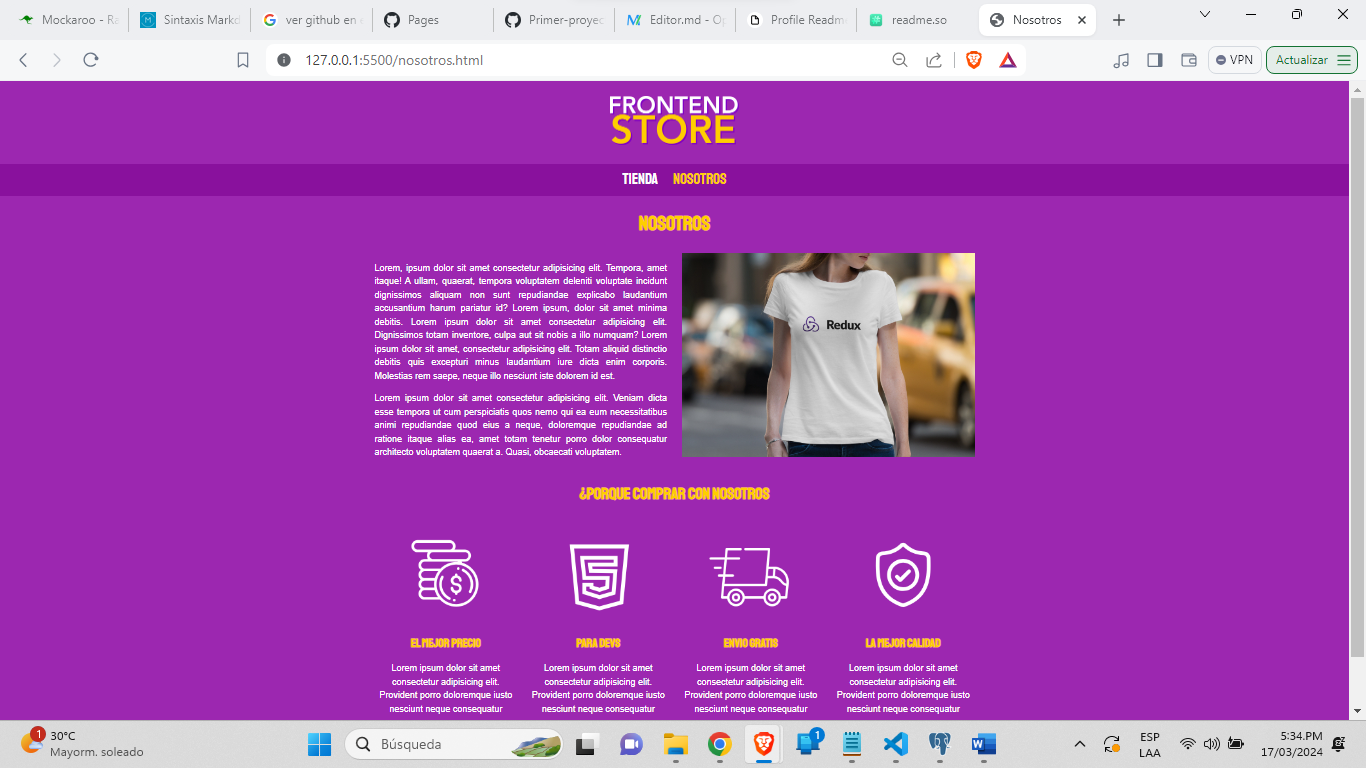 Mockaroo - Ra
Sintaxis Markd
ver github en c
Pages
Primer-proyec
Editor.md - Op
Profile Readme
readme.so
Nosotros
127.0.0.1:5500/nosotros.html
VPN
Actualizar
FRONTEND
STORE
TIENDA NOSOTROS
NOSOTROS
Lorem, ipsum dolor sit amet consectetur adipisicing elit. Tempora, amet
itaque! A ullam, quaerat, tempora voluptatem deleniti voluptate incidunt
dignissimos aliquam non sunt repudiandae explicabo laudantium
accusantium harum pariatur id? Lorem ipsum, dolor sit amet minima
debitis. Lorem ipsum dolor sit amet consectetur adipisicing elit.
Dignissimos totam inventore, culpa aut sit nobis a illo numquam? Lorem
ipsum dolor sit amet, consectetur adipisicing elit. Totam aliquid distinctio
debitis quis excepturi minus laudantium iure dicta enim corporis.
Molestias rem saepe, neque illo nesciunt iste dolorem id est.
Lorem ipsum dolor sit amet consectetur adipisicing elit. Veniam dicta
esse tempora ut cum perspiciatis quos nemo qui ea eum necessitatibus
animi repudiandae quod eius a neque, doloremque repudiandae ad
ratione itaque alias ea, amet totam tenetur porro dolor consequatur
architecto voluptatem quaerat a. Quasi, obcaecati voluptatem.
Redux
¿PORQUE COMPRAR CON NOSOTROS
EL MEJOR PRECIO
Lorem ipsum dolor sit amet
consectetur adipisicing elit.
Provident porro doloremque iusto
nesciunt neque consequatur
PARA DEVS
Lorem ipsum dolor sit amet
consectetur adipisicing elit.
Provident porro doloremque iusto
nesciunt neque consequatur
ENVIO GRATIS
Lorem ipsum dolor sit amet
consectetur adipisicing elit.
Provident porro doloremque iusto
nesciunt neque consequatur
LA MEJOR CALIDAD
Lorem ipsum dolor sit amet
consectetur adipisicing elit.
Provident porro doloremque iusto
nesciunt neque consequatur
1
30°C
Mayorm. soleado
Búsqueda
1
ESP
LAA
5:34.PM
17/03/2024